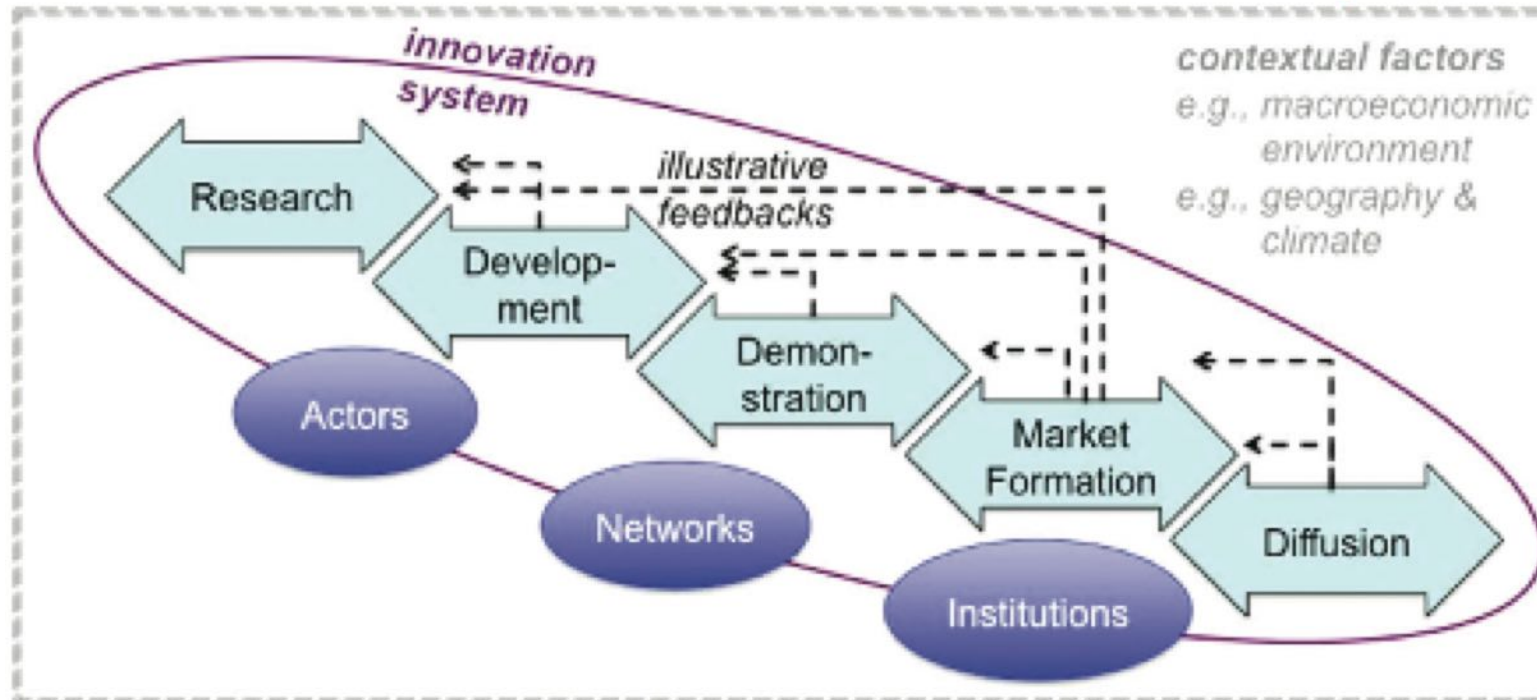 innovation
system
contextual factors
e.g., macroeconomic
environment
e.g., geography &
climate
illustrative
feedbacks
Research
Develop-
ment
Demon-
stration
Market
Formation
Diffusion
Actors
Networks
Institutions